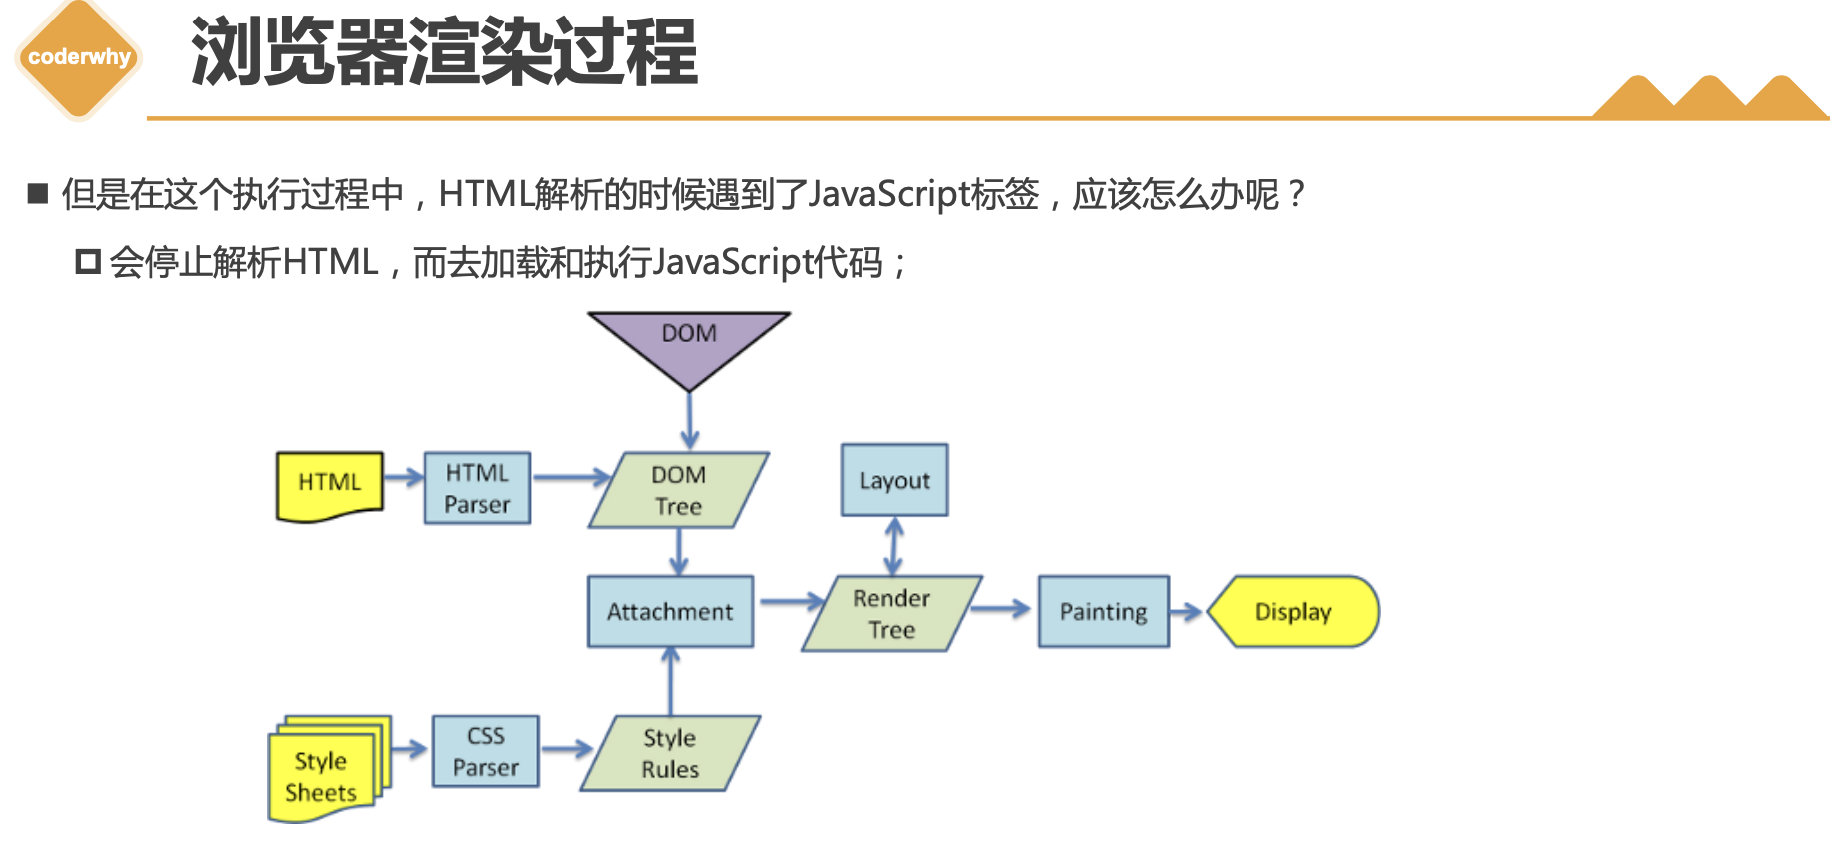 coderwhy
浏览器渲染过程
但是在这个执行过程中，HTML解析的时候遇到了JavaScript标签，应该怎么办呢？
会停止解析HTML，而去加载和执行JavaScript代码；
DOM
HTML
HTML
Parser
DOM
Tree
Layout
Attachment
Render
Tree
Painting
Display
Style
Sheets
CSS
Parser
Style
Rules